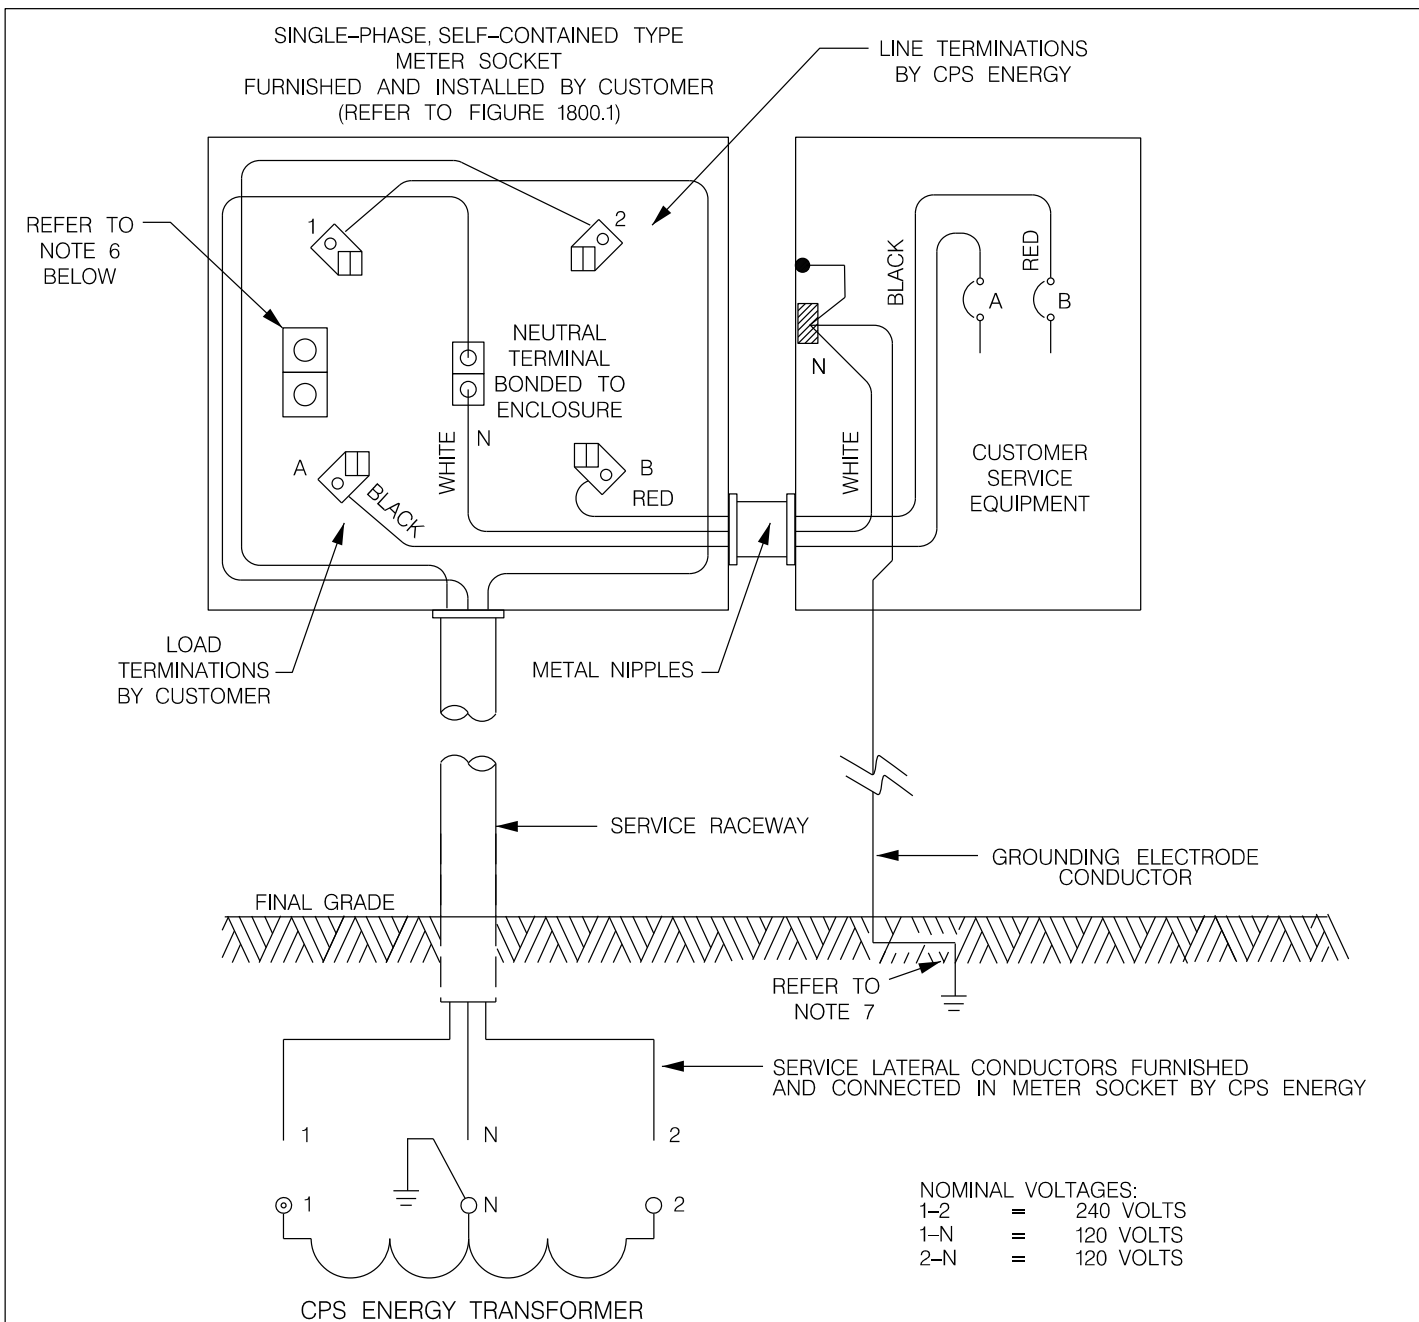 SINGLE–PHASE, SELF–CONTAINED TYPE
METER SOCKET
FURNISHED AND INSTALLED BY CUSTOMER
(REFER TO FIGURE 1800.1)
LINE TERMINATIONS
BY CPS ENERGY
REFER TO
NOTE 6
BELOW
1
2
NEUTRAL
TERMINAL
BONDED TO
ENCLOSURE
N
WHITE
A
BLACK
B
RED
BLACK
RED
A
B
N
WHITE
CUSTOMER
SERVICE
EQUIPMENT
LOAD
TERMINATIONS
BY CUSTOMER
METAL NIPPLES
SERVICE RACEWAY
GROUNDING ELECTRODE
CONDUCTOR
FINAL GRADE
REFER TO
NOTE 7
SERVICE LATERAL CONDUCTORS FURNISHED
AND CONNECTED IN METER SOCKET BY CPS ENERGY
1
N
2
1
N
2
NOMINAL VOLTAGES:
1–2 = 240 VOLTS
1–N = 120 VOLTS
2–N = 120 VOLTS
CPS ENERGY TRANSFORMER